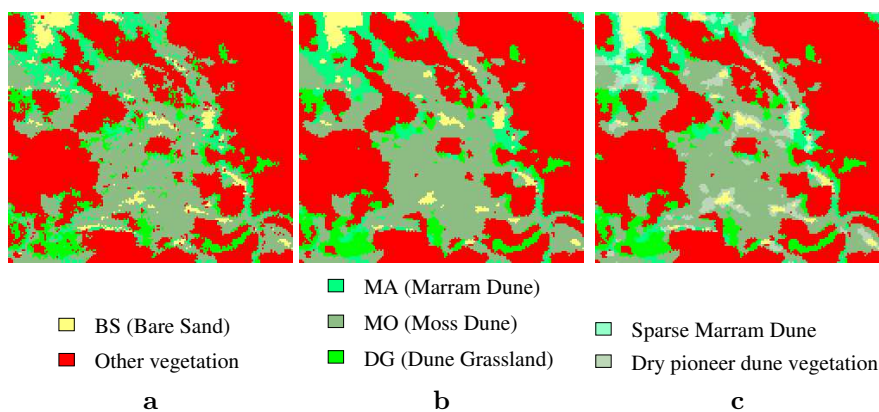 BS (Bare Sand)
Other vegetation
MA (Marram Dune)
MO (Moss Dune)
DG (Dune Grassland)
Sparse Marram Dune
Dry pioneer dune vegetation
a
b
c